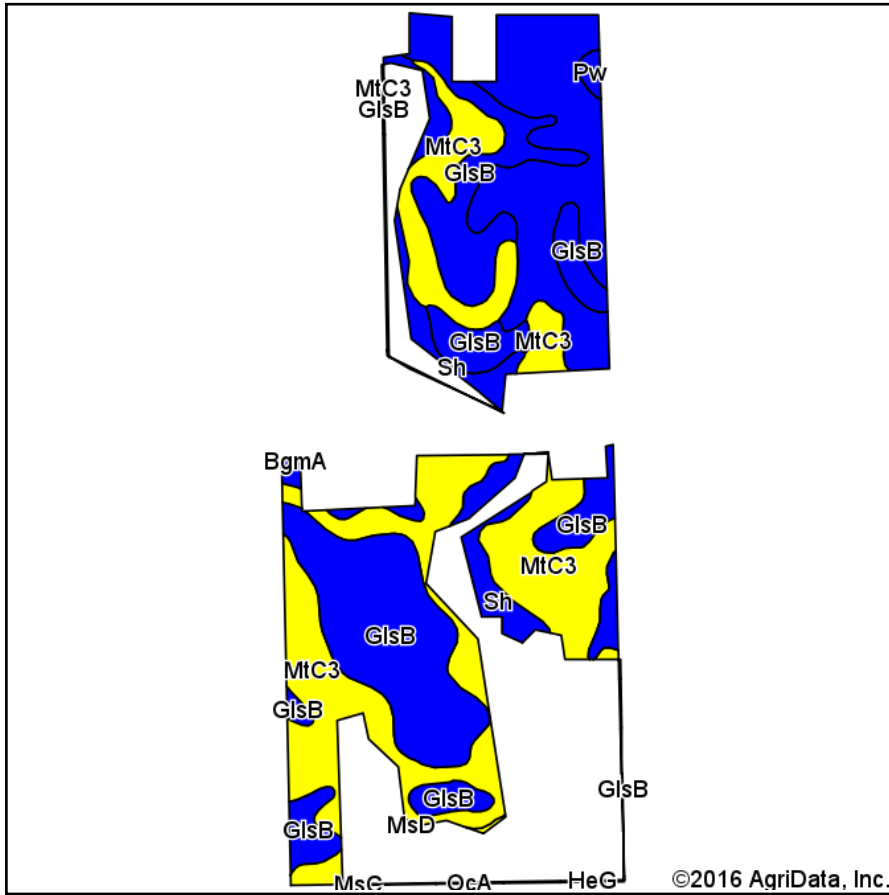 Pw
MtC3
GlsB
MtC3
GlsB
GlsB
GlsB
MtC3
Sh
BgmA
GlsB
MtC3
Sh
GlsB
MtC3
GlsB
GlsB
GlsB
MsD
GlsB
MsC
OcA
HeG
©2016 AgriData, Inc.